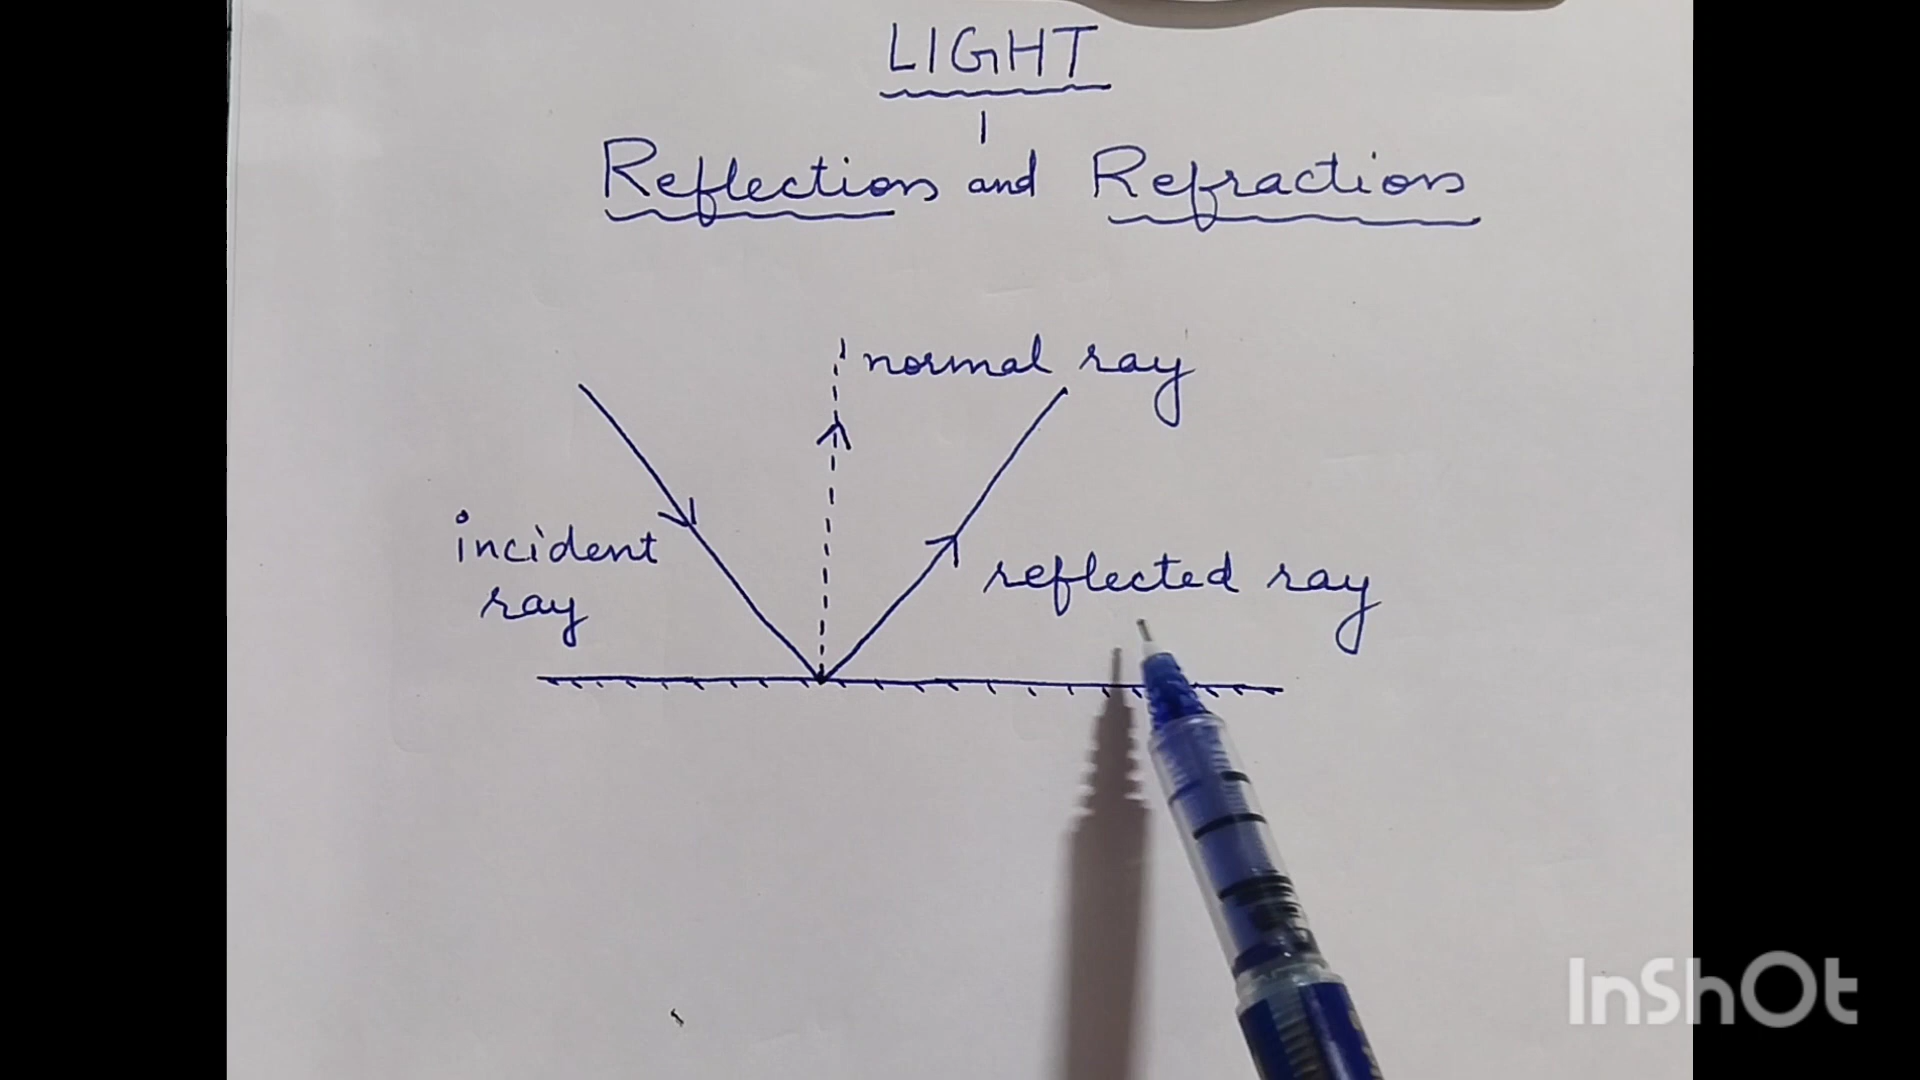 LIGHT
Reflection and Refraction
normal ray
incident
ray
reflected ray
InShOt